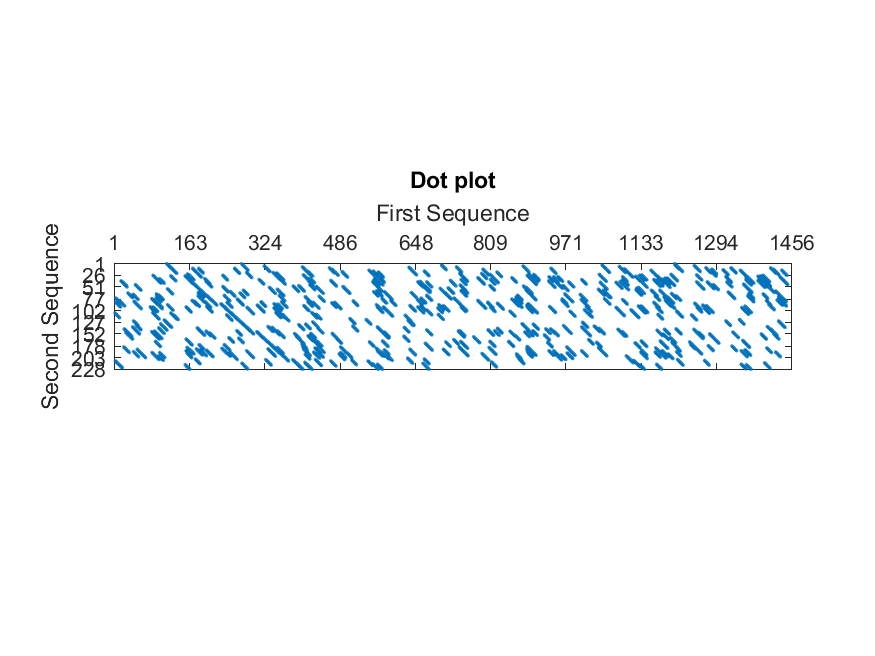 Dot plot
First Sequence
1 163 324 486 648 809 971 1133 1294 1456
Second Sequence
1
26
51
77
102
127
152
178
203
228